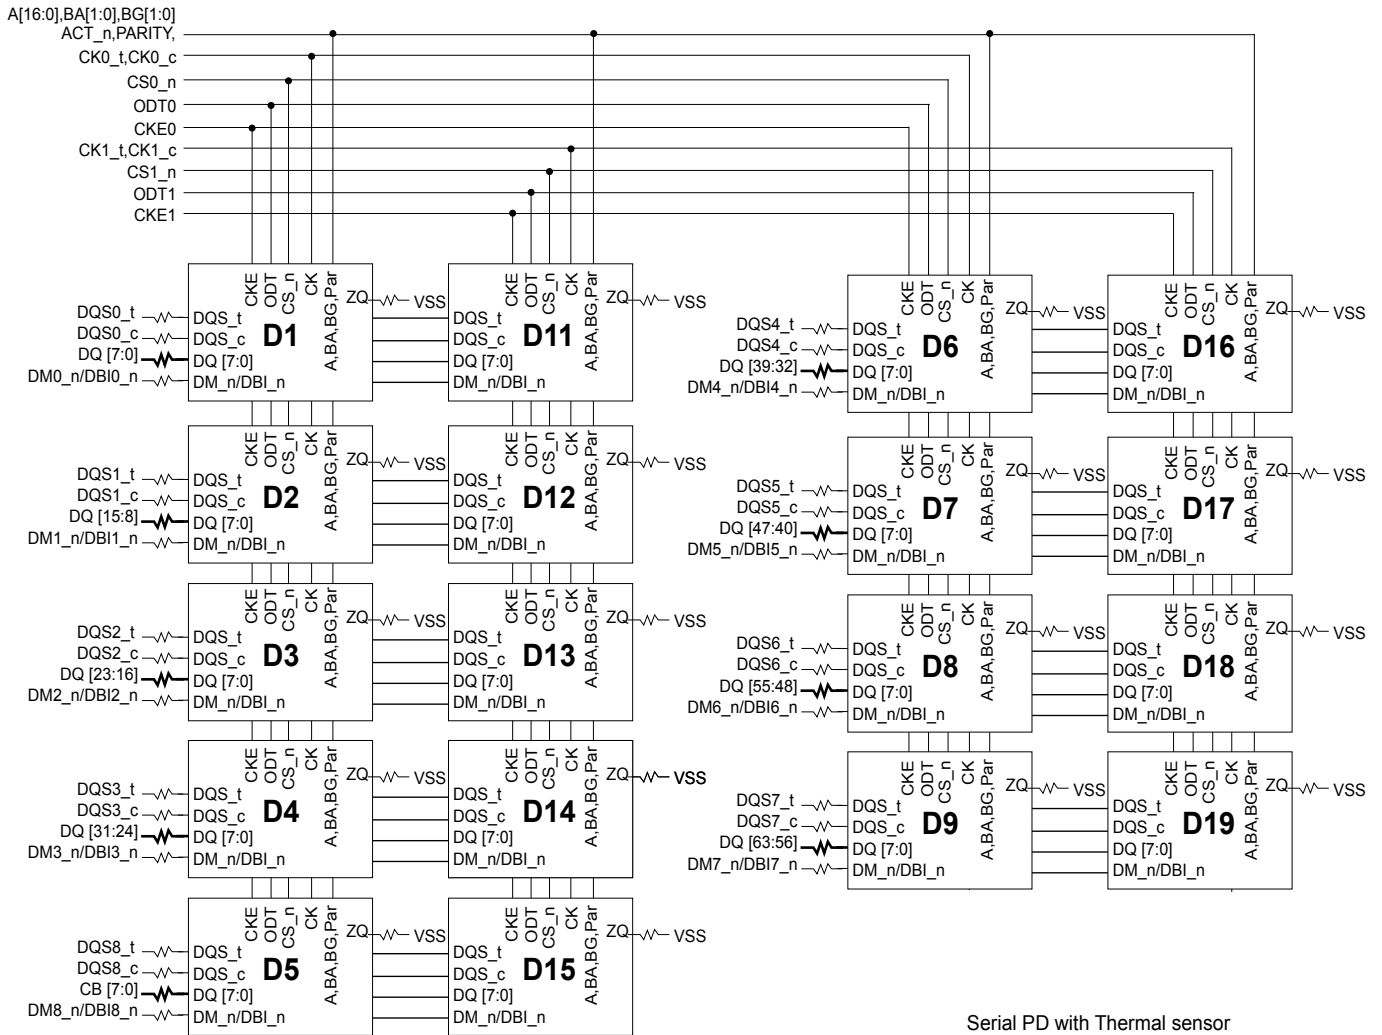 A[16:0],BA[1:0],BG[1:0]
ACT_n,PARITY,
CK0_t,CK0_c
CS0_n
ODT0
CKE0
CK1_t,CK1_c
CS1_n
ODT1
CKE1
CKE
ODT
CS_n
CK
A,BA,BG,Par
ZQ
VSS
DQS0_t
DQS0_c
DQ [7:0]
DM0_n/DBI0_n
DQS_t
DQS_c
DQ [7:0]
DM_n/DBI_n
D1
CKE
ODT
CS_n
CK
A,BA,BG,Par
ZQ
VSS
DQS_t
DQS_c
DQ [7:0]
DM_n/DBI_n
D11
CKE
ODT
CS_n
CK
A,BA,BG,Par
ZQ
VSS
DQS4_t
DQS4_c
DQ [39:32]
DM4_n/DBI4_n
DQS_t
DQS_c
DQ [7:0]
DM_n/DBI_n
D6
CKE
ODT
CS_n
CK
A,BA,BG,Par
ZQ
VSS
DQS_t
DQS_c
DQ [7:0]
DM_n/DBI_n
D16
CKE
ODT
CS_n
CK
A,BA,BG,Par
ZQ
VSS
DQS1_t
DQS1_c
DQ [15:8]
DM1_n/DBI1_n
DQS_t
DQS_c
DQ [7:0]
DM_n/DBI_n
D2
CKE
ODT
CS_n
CK
A,BA,BG,Par
ZQ
VSS
DQS_t
DQS_c
DQ [7:0]
DM_n/DBI_n
D12
CKE
ODT
CS_n
CK
A,BA,BG,Par
ZQ
VSS
DQS5_t
DQS5_c
DQ [47:40]
DM5_n/DBI5_n
DQS_t
DQS_c
DQ [7:0]
DM_n/DBI_n
D7
CKE
ODT
CS_n
CK
A,BA,BG,Par
ZQ
VSS
DQS_t
DQS_c
DQ [7:0]
DM_n/DBI_n
D17
CKE
ODT
CS_n
CK
A,BA,BG,Par
ZQ
VSS
DQS2_t
DQS2_c
DQ [23:16]
DM2_n/DBI2_n
DQS_t
DQS_c
DQ [7:0]
DM_n/DBI_n
D3
CKE
ODT
CS_n
CK
A,BA,BG,Par
ZQ
VSS
DQS_t
DQS_c
DQ [7:0]
DM_n/DBI_n
D13
CKE
ODT
CS_n
CK
A,BA,BG,Par
ZQ
VSS
DQS6_t
DQS6_c
DQ [55:48]
DM6_n/DBI6_n
DQS_t
DQS_c
DQ [7:0]
DM_n/DBI_n
D8
CKE
ODT
CS_n
CK
A,BA,BG,Par
ZQ
VSS
DQS_t
DQS_c
DQ [7:0]
DM_n/DBI_n
D18
CKE
ODT
CS_n
CK
A,BA,BG,Par
ZQ
VSS
DQS3_t
DQS3_c
DQ [31:24]
DM3_n/DBI3_n
DQS_t
DQS_c
DQ [7:0]
DM_n/DBI_n
D4
CKE
ODT
CS_n
CK
A,BA,BG,Par
ZQ
VSS
DQS_t
DQS_c
DQ [7:0]
DM_n/DBI_n
D14
CKE
ODT
CS_n
CK
A,BA,BG,Par
ZQ
VSS
DQS7_t
DQS7_c
DQ [63:56]
DM7_n/DBI7_n
DQS_t
DQS_c
DQ [7:0]
DM_n/DBI_n
D9
CKE
ODT
CS_n
CK
A,BA,BG,Par
ZQ
VSS
DQS_t
DQS_c
DQ [7:0]
DM_n/DBI_n
D19
CKE
ODT
CS_n
CK
A,BA,BG,Par
ZQ
VSS
DQS8_t
DQS8_c
CB [7:0]
DM8_n/DBI8_n
DQS_t
DQS_c
DQ [7:0]
DM_n/DBI_n
D5
CKE
ODT
CS_n
CK
A,BA,BG,Par
ZQ
VSS
DQS_t
DQS_c
DQ [7:0]
DM_n/DBI_n
D15
Serial PD with Thermal sensor